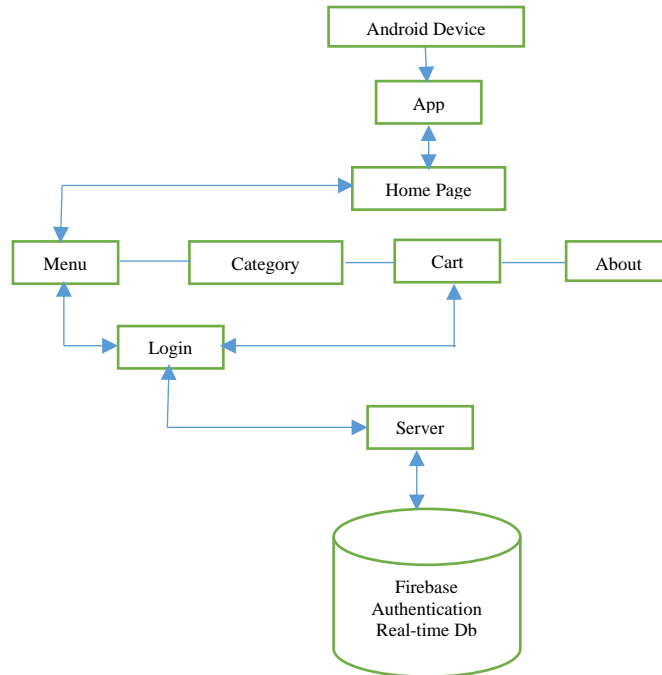 Android Device
App
Home Page
Menu
Category
Cart
About
Login
Server
Firebase
Authentication
Real-time Db